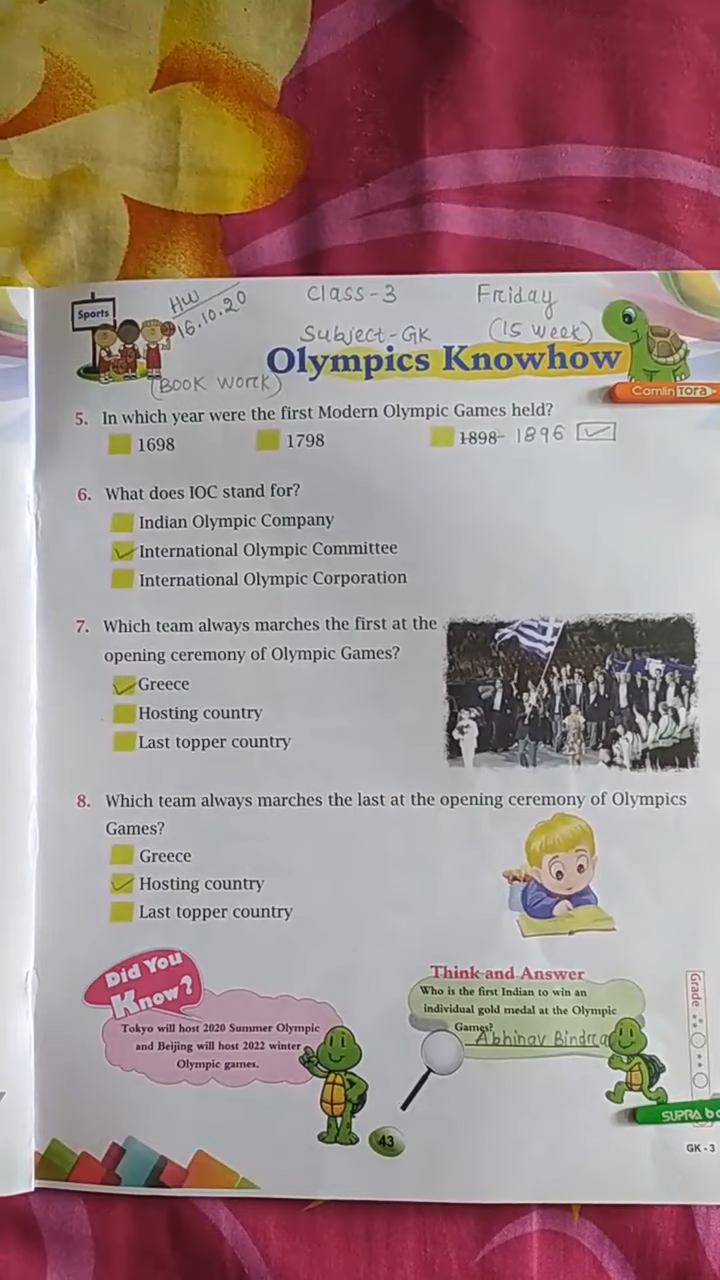 Sports
HW
16.10.20
Class-3
Friday
Subject-GK
(15 week)
Olympics Knowhow
(BOOK WORK)
Camlin TORA
5. In which year were the first Modern Olympic Games held?
1698 1798 1898- 1896
6. What does IOC stand for?
Indian Olympic Company
International Olympic Committee
International Olympic Corporation
7. Which team always marches the first at the
opening ceremony of Olympic Games?
Greece
Hosting country
Last topper country
8. Which team always marches the last at the opening ceremony of Olympics
Games?
Greece
Hosting country
Last topper country
Did You
Know?
Tokyo will host 2020 Summer Olympic
and Beijing will host 2022 winter
Olympic games.
Think and Answer
Who is the first Indian to win an
individual gold medal at the Olympic
Games?
Abhinav Bindra
Grade
SUPRA
43
GK - 3